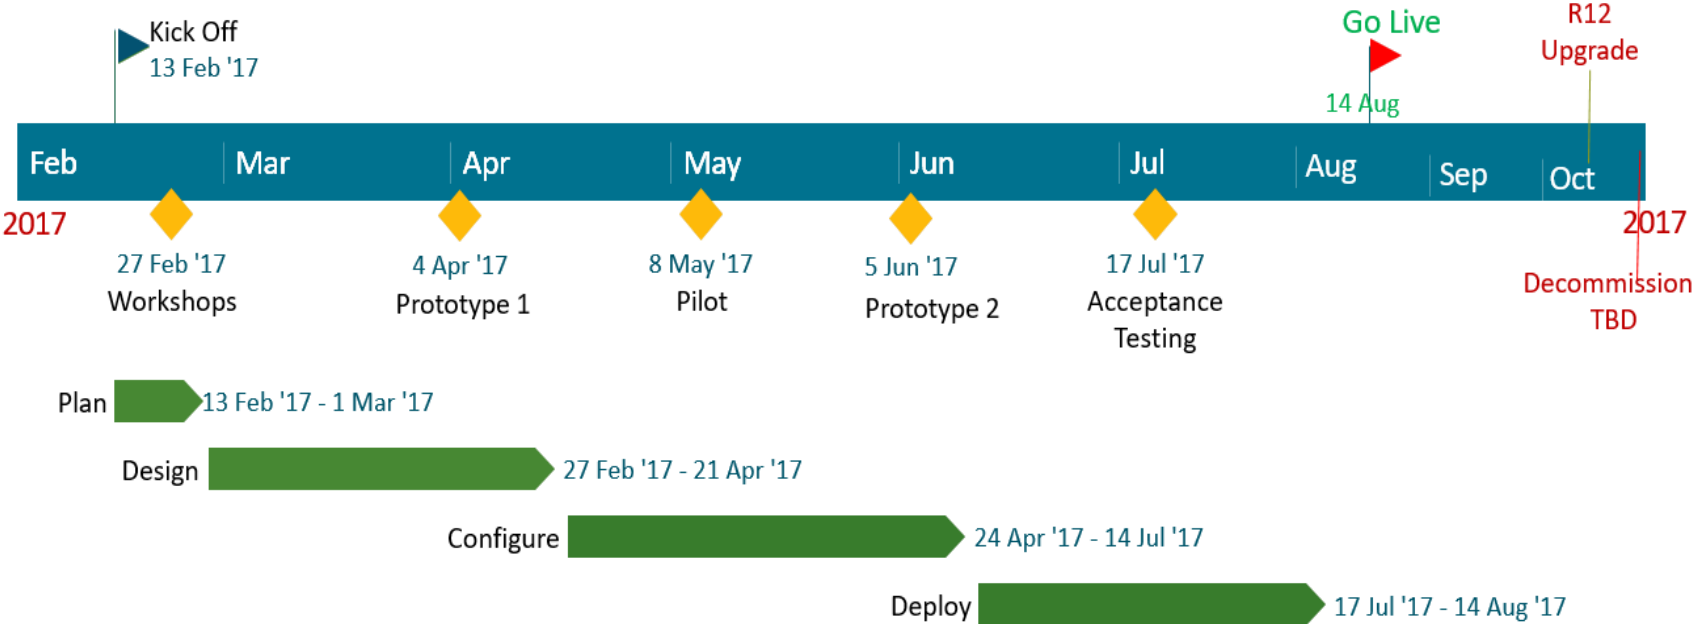 Kick Off
13 Feb '17
Go Live
14 Aug
R12
Upgrade
Feb
Mar
Apr
May
Jun
Jul
Aug
Sep
Oct
2017
2017
27 Feb '17
Workshops
4 Apr '17
Prototype 1
8 May '17
Pilot
5 Jun '17
Prototype 2
17 Jul '17
Acceptance
Testing
Decommission
TBD
Plan
13 Feb '17 - 1 Mar '17
Design
27 Feb '17 - 21 Apr '17
Configure
24 Apr '17 - 14 Jul '17
Deploy
17 Jul '17 - 14 Aug '17